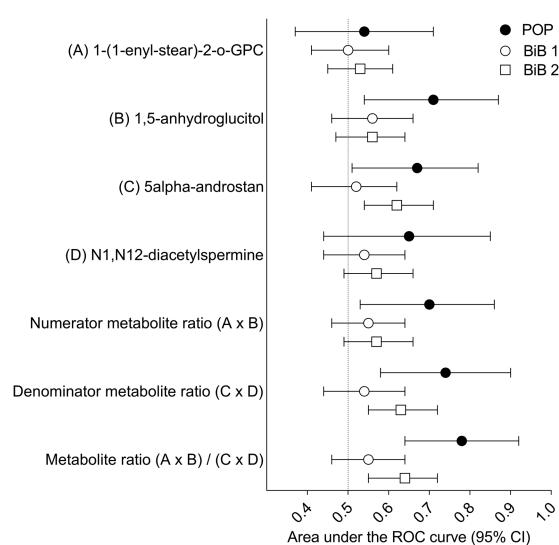 POP
BiB 1
BiB 2
(A) 1-(1-enyl-stear)-2-o-GPC
(B) 1,5-anhydroglucitol
(C) 5alpha-androstan
(D) N1,N12-diacetylspermine
Numerator metabolite ratio (A x B)
Denominator metabolite ratio (C x D)
Metabolite ratio (A x B) / (C x D)
0.4 0.5 0.6 0.7 0.8 0.9 1.0
Area under the ROC curve (95% CI)